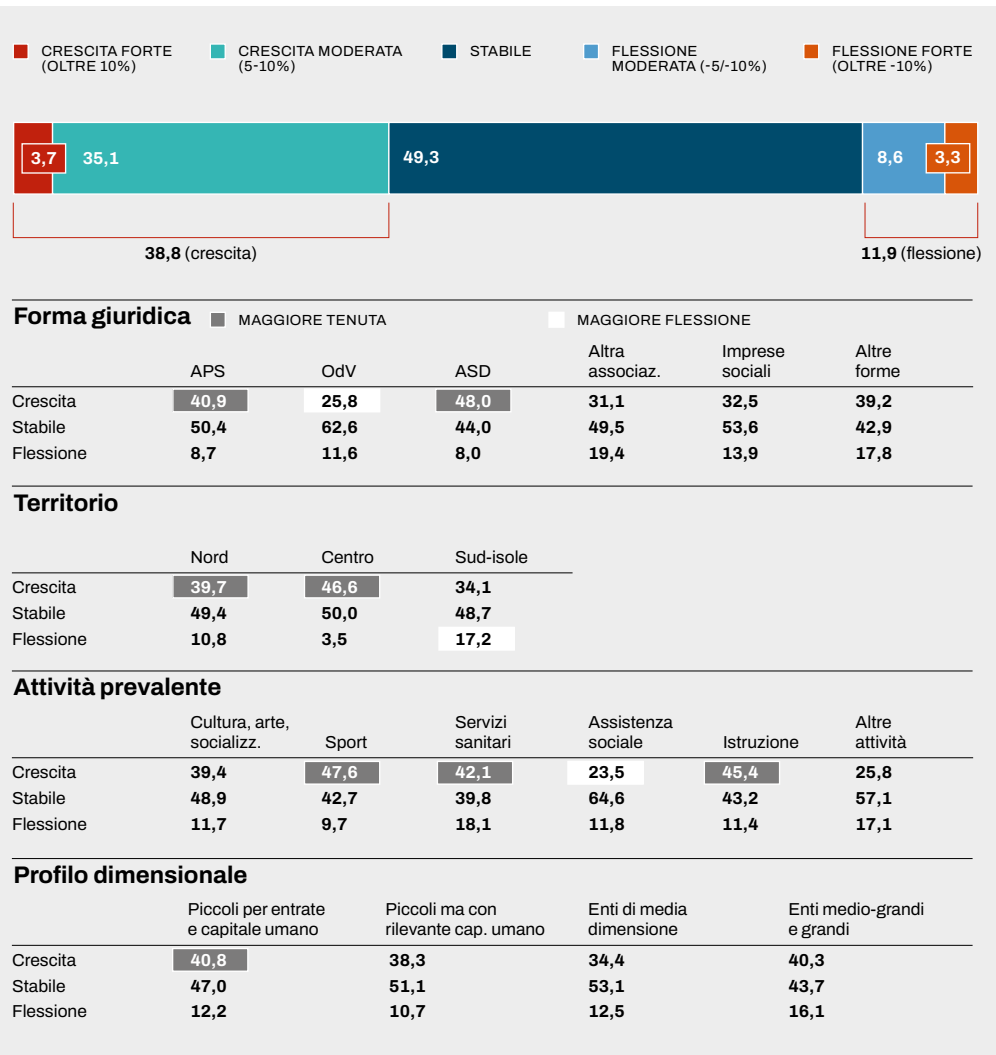 CRESCITA FORTE
(OLTRE 10%)
CRESCITA MODERATA
(5-10%)
STABILE
FLESSIONE
MODERATA (-5/-10%)
FLESSIONE FORTE
(OLTRE -10%)
3,7 35,1 49,3 8,6 3,3
38,8 (crescita) 11,9 (flessione)
Forma giuridica MAGGIORE TENUTA MAGGIORE FLESSIONE
APS OdV ASD Altra associaz. Imprese sociali Altre forme
Crescita 40,9 25,8 48,0 31,1 32,5 39,2
Stabile 50,4 62,6 44,0 49,5 53,6 42,9
Flessione 8,7 11,6 8,0 19,4 13,9 17,8
Territorio
Nord Centro Sud-isole
Crescita 39,7 46,6 34,1
Stabile 49,4 50,0 48,7
Flessione 10,8 3,5 17,2
Attività prevalente
Cultura, arte, socializz. Sport Servizi sanitari Assistenza sociale Istruzione Altre attività
Crescita 39,4 47,6 42,1 23,5 45,4 25,8
Stabile 48,9 42,7 39,8 64,6 43,2 57,1
Flessione 11,7 9,7 18,1 11,8 11,4 17,1
Profilo dimensionale
Piccoli per entrate e capitale umano Piccoli ma con rilevante cap. umano Enti di media dimensione Enti medio-grandi e grandi
Crescita 40,8 38,3 34,4 40,3
Stabile 47,0 51,1 53,1 43,7
Flessione 12,2 10,7 12,5 16,1